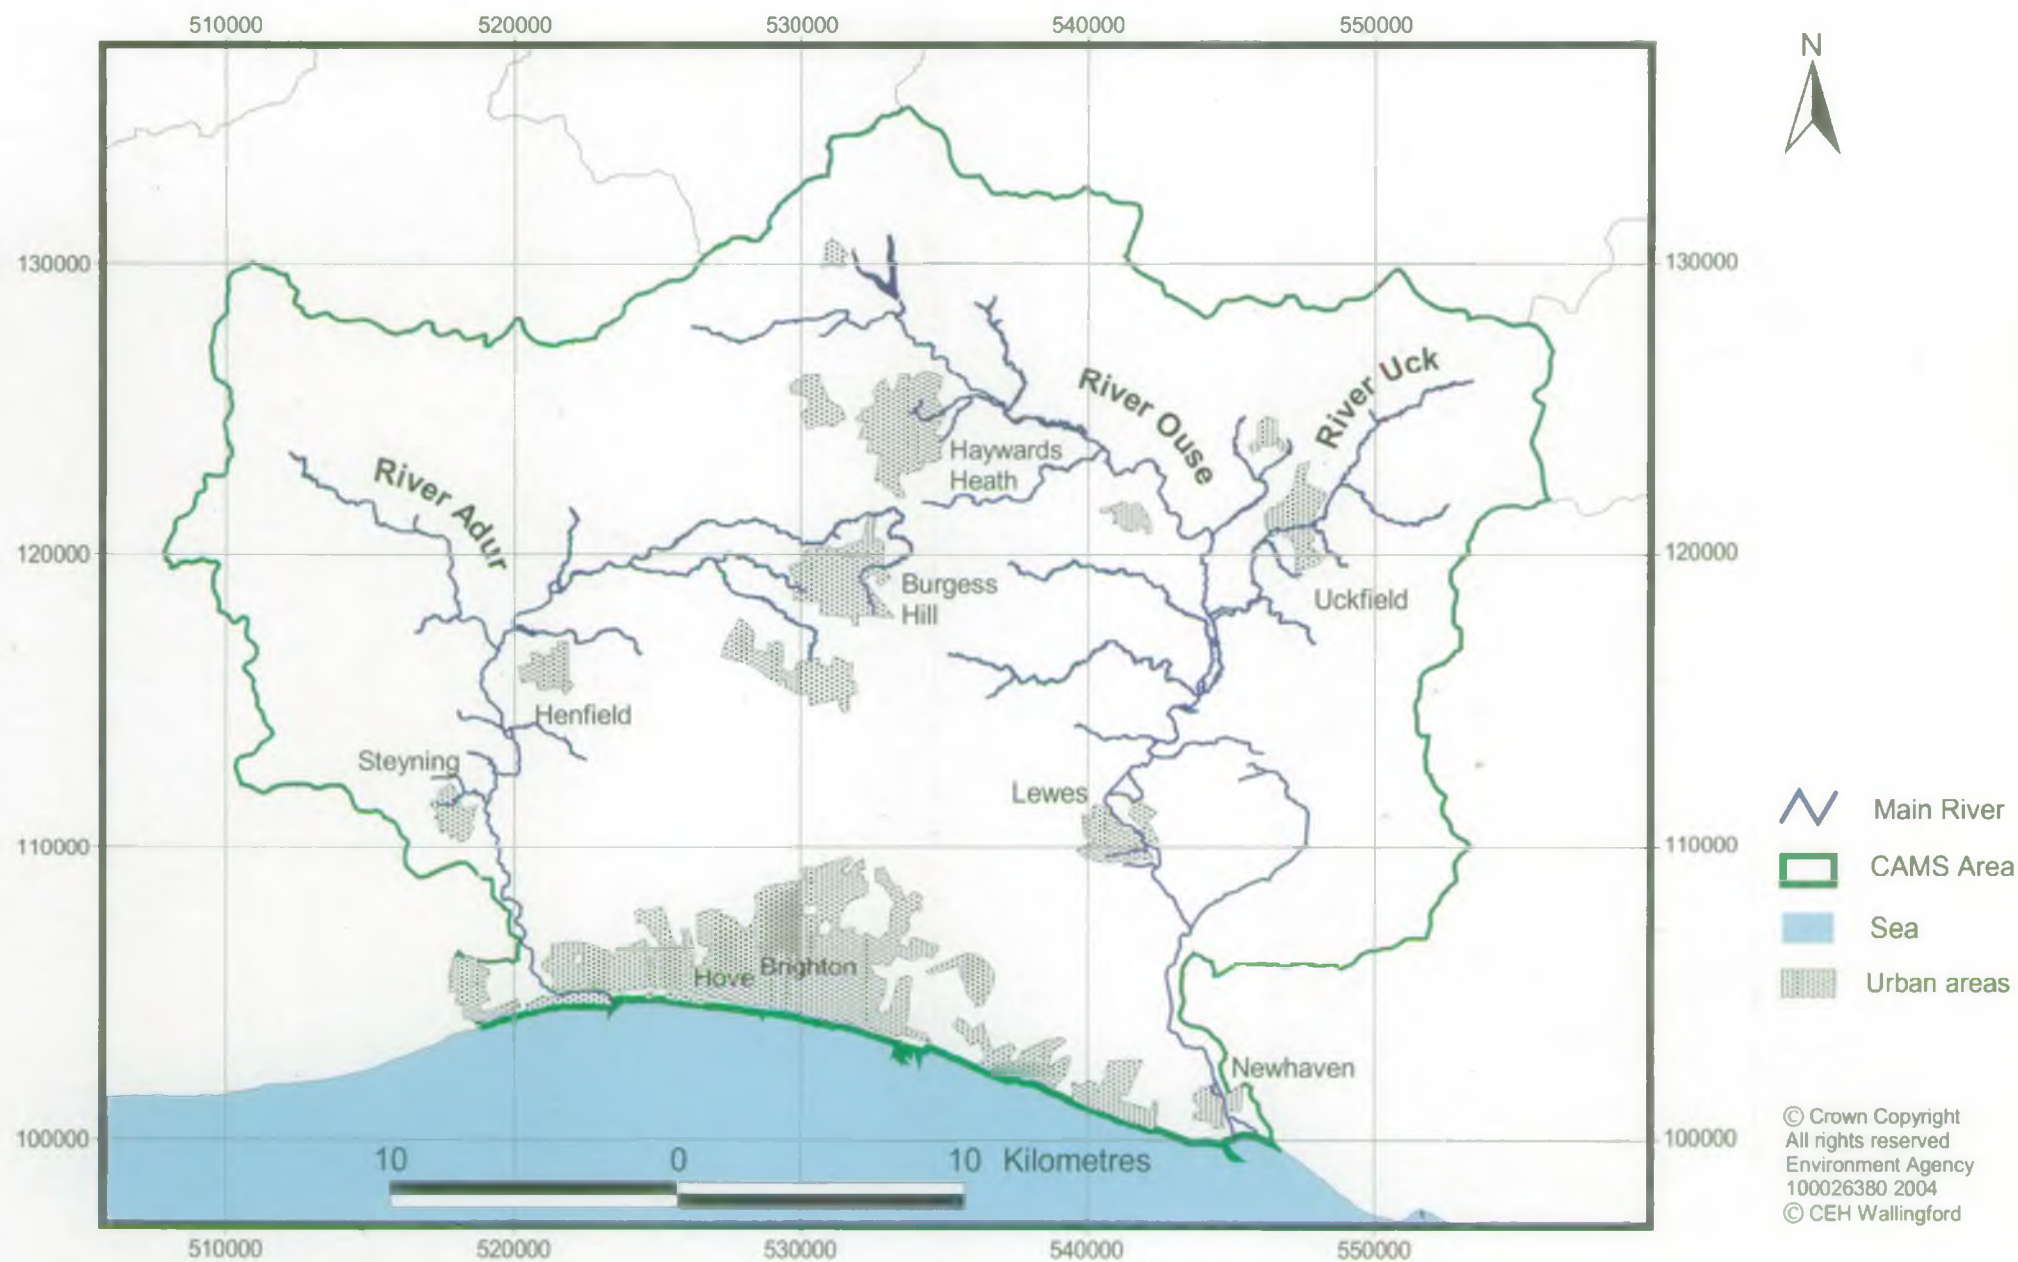 510000 520000 530000 540000 550000
N
130000 130000
River Uck
River Ouse
Haywards
Heath
River Adur
120000 120000
Burgess
Hill
Uckfield
Henfield
Steyning
Lewes
110000 110000
Hove Brighton
Newhaven
100000 100000
10 0 10 Kilometres
510000 520000 530000 540000 550000
Main River
CAMS Area
Sea
Urban areas
© Crown Copyright
All rights reserved
Environment Agency
100026380 2004
© CEH Wallingford